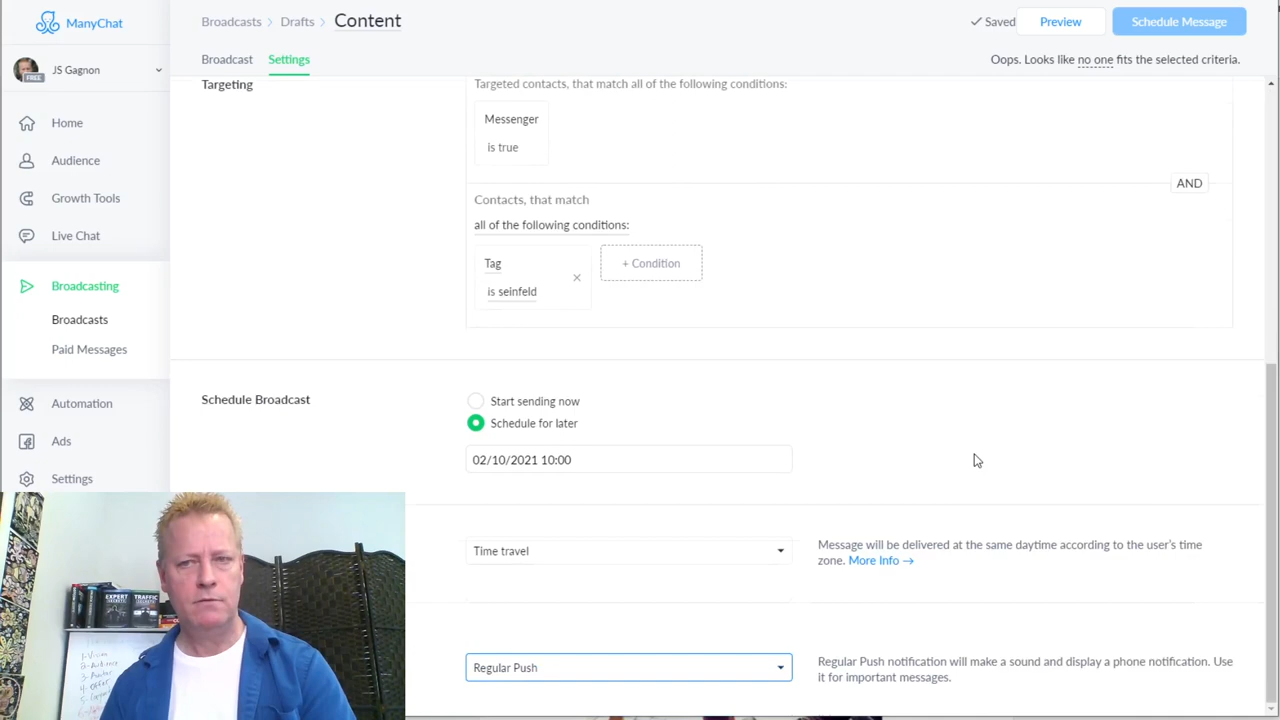 ManyChat
Broadcasts > Drafts > Content
Saved
Preview
Schedule Message
JS Gagnon
FREE
Broadcast
Settings
Oops. Looks like no one fits the selected criteria.
Home
Audience
Growth Tools
Live Chat
Broadcasting
Broadcasts
Paid Messages
Automation
Ads
Settings
Targeting
Targeted contacts, that match all of the following conditions:
Messenger
is true
AND
Contacts, that match
all of the following conditions:
Tag
is seinfeld
+ Condition
Schedule Broadcast
Start sending now
Schedule for later
02/10/2021 10:00
Time travel
Message will be delivered at the same daytime according to the user's time
zone. More Info →
Regular Push
Regular Push notification will make a sound and display a phone notification. Use
it for important messages.
EXPERT
SECRETS
TRAFFIC
SECRETS